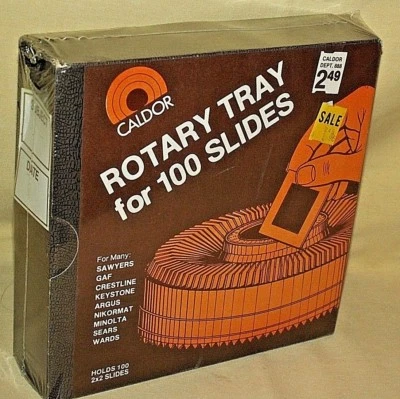 CALDOR
CALDOR
DEPT. 888
2.49
SALE
ROTARY TRAY
for 100 SLIDES
For Many:
SAWYERS
GAF
CRESTLINE
KEYSTONE
ARGUS
NIKORMAT
MINOLTA
SEARS
WARDS
HOLDS 100
2x2 SLIDES
DATE